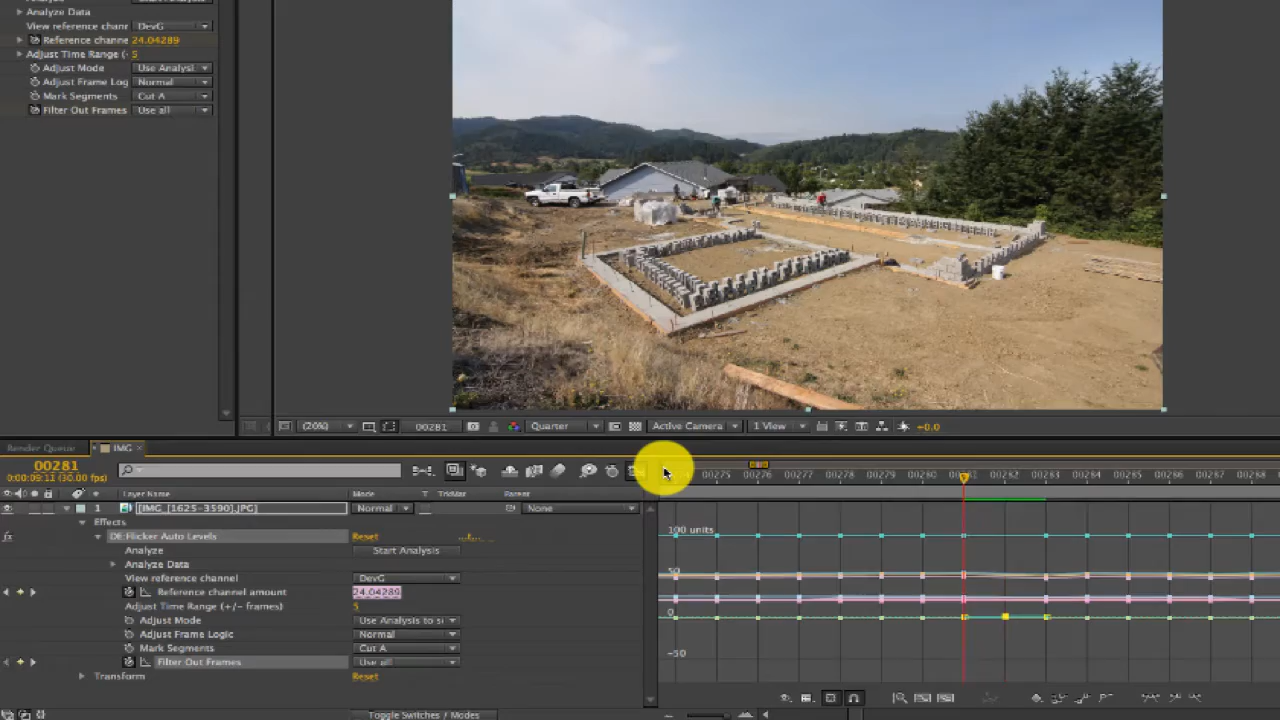 Analyze Data
View reference chanr DevG
Reference channe 24.04289
Adjust Time Range (- 5
Adjust Mode Use Analysi
Adjust Frame Log Normal
Mark Segments Cut A
Filter Out Frames Use all
(20%) 00281 Quarter Active Camera 1 View +0.0
Render Queue IMG
00281
0:00:09:11 (30.00 fps)
00275 00276 00277 00278 00279 00280 00282 00283 00284 00285 00286 00287 00288
# Layer Name Mode T TrkMat Parent
1 [IMG_[1625-3590].JPG] Normal None
Effects
100 units
DE:Flicker Auto Levels Reset
Analyze Start Analysis
Analyze Data
50
View reference channel DevG
Reference channel amount 24.04289
Adjust Time Range (+/- frames) 5
0
Adjust Mode Use Analysis to s
Adjust Frame Logic Normal
Mark Segments Cut A
-50
Filter Out Frames Use all
Transform Reset
Toggle Switches / Modes